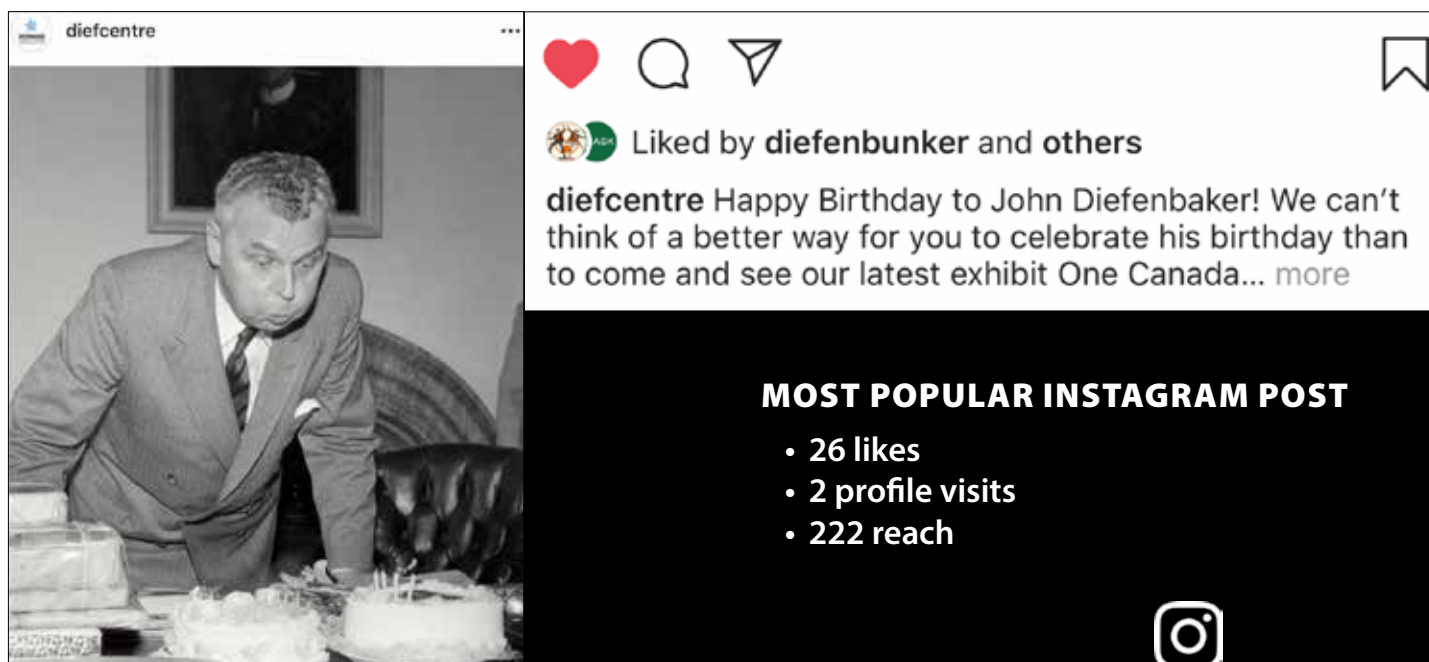 diefcentre
Liked by diefenbunker and others
diefcentre Happy Birthday to John Diefenbaker! We can't
think of a better way for you to celebrate his birthday than
to come and see our latest exhibit One Canada... more
MOST POPULAR INSTAGRAM POST
• 26 likes
• 2 profile visits
• 222 reach